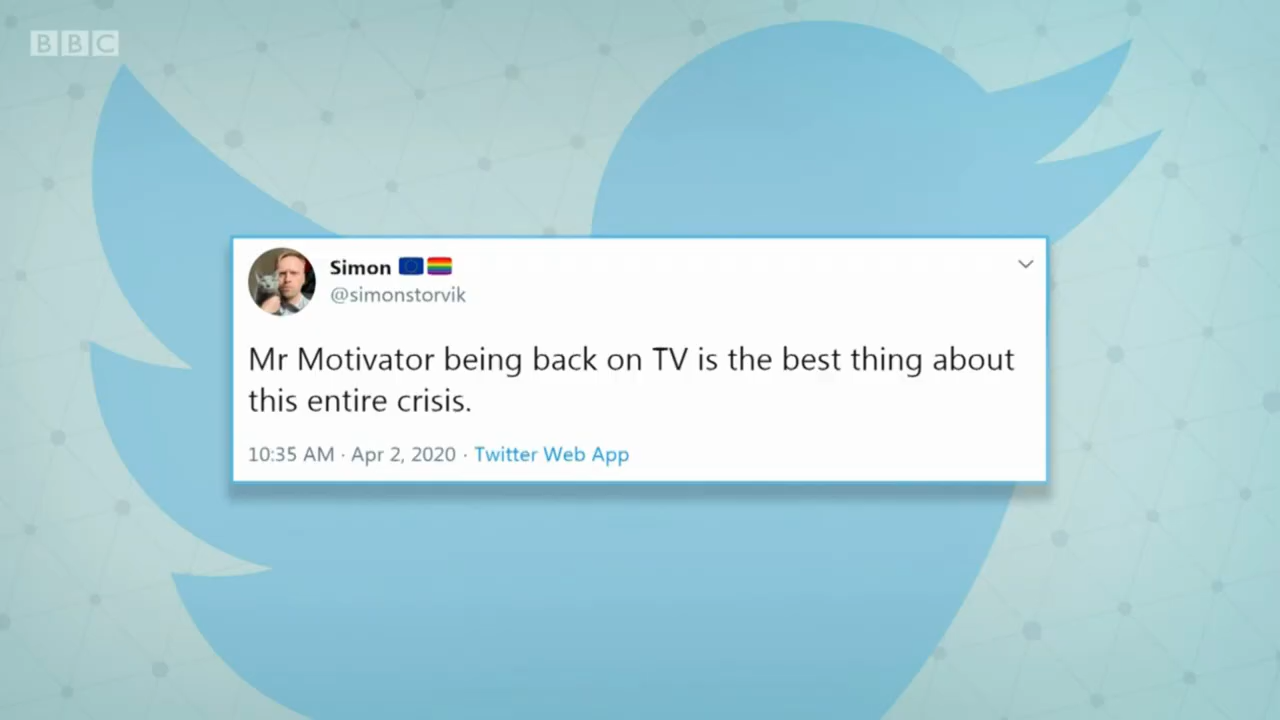 BBC
Simon 🇪🇺🏳️‍🌈
@simonstorvik
Mr Motivator being back on TV is the best thing about
this entire crisis.
10:35 AM · Apr 2, 2020 · Twitter Web App